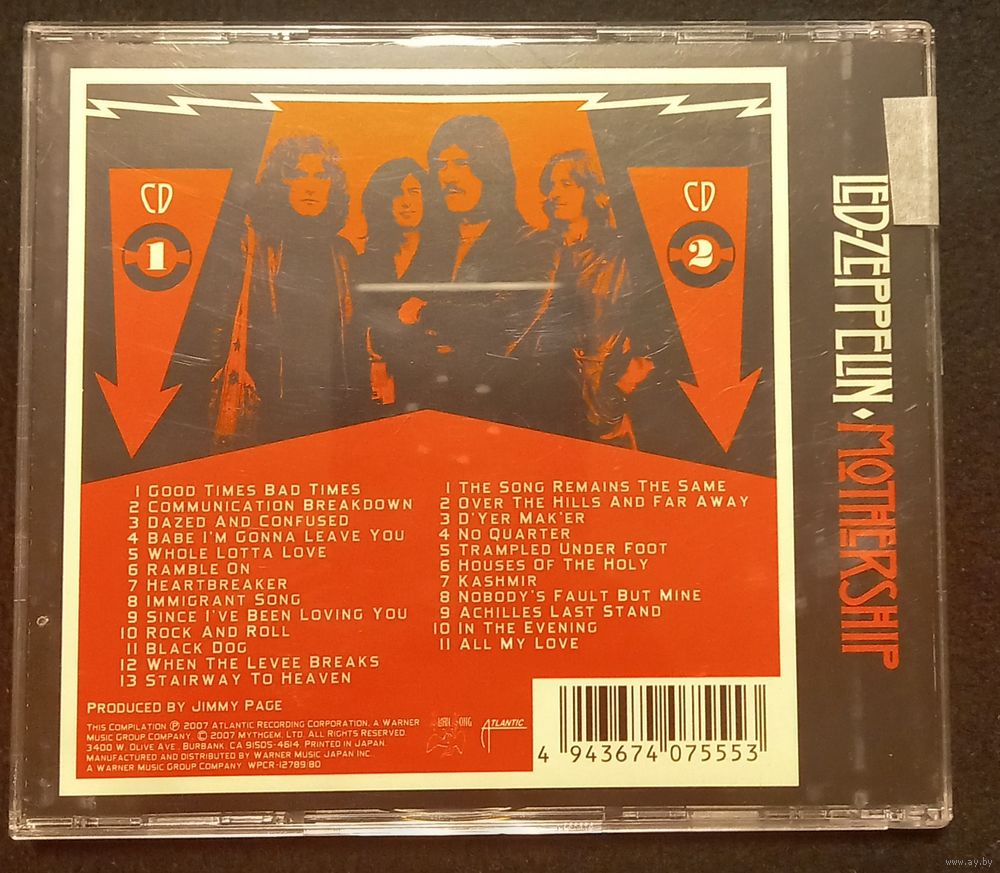 CD
1
CD
2
1 GOOD TIMES BAD TIMES
2 COMMUNICATION BREAKDOWN
3 DAZED AND CONFUSED
4 BABE I'M GONNA LEAVE YOU
5 WHOLE LOTTA LOVE
6 RAMBLE ON
7 HEARTBREAKER
8 IMMIGRANT SONG
9 SINCE I'VE BEEN LOVING YOU
10 ROCK AND ROLL
11 BLACK DOG
12 WHEN THE LEVEE BREAKS
13 STAIRWAY TO HEAVEN
1 THE SONG REMAINS THE SAME
2 OVER THE HILLS AND FAR AWAY
3 D'YER MAK'ER
4 NO QUARTER
5 TRAMPLED UNDER FOOT
6 HOUSES OF THE HOLY
7 KASHMIR
8 NOBODY'S FAULT BUT MINE
9 ACHILLES LAST STAND
10 IN THE EVENING
11 ALL MY LOVE
PRODUCED BY JIMMY PAGE
THIS COMPILATION ℗ 2007 ATLANTIC RECORDING CORPORATION. A WARNER
MUSIC GROUP COMPANY. © 2007 MYTHGEM, LTD. ALL RIGHTS RESERVED.
3400 W. OLIVE AVE., BURBANK, CA 91505-4614. PRINTED IN JAPAN.
MANUFACTURED AND DISTRIBUTED BY WARNER MUSIC JAPAN INC.
A WARNER MUSIC GROUP COMPANY. WPCR-12789/80
SONG
ATLANTIC
4 943674 075553
LED-ZEPPELIN ♦ MOTHERSHIP
www.ay.by